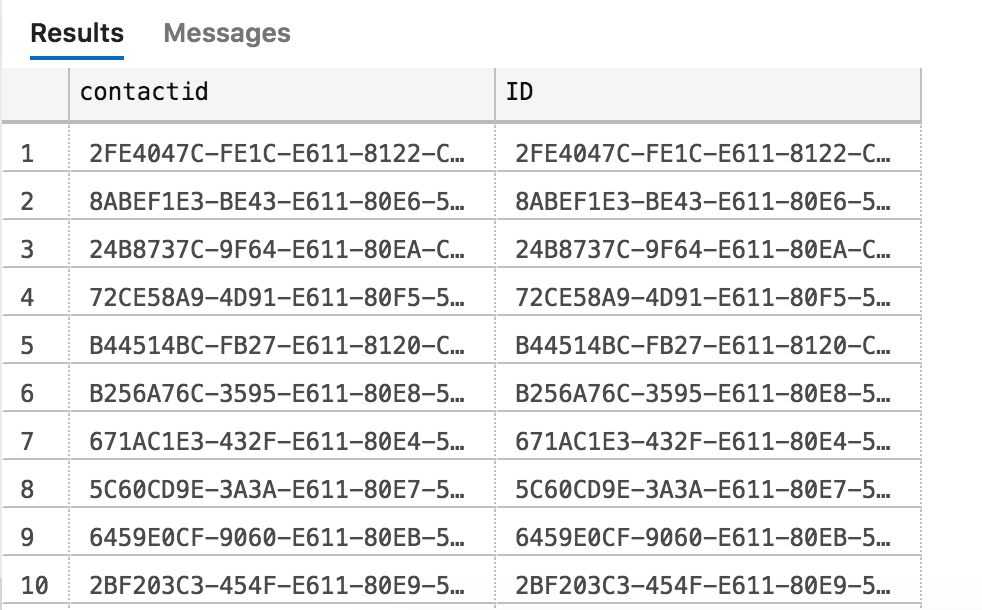 Results Messages
contactid ID
1 2FE4047C-FE1C-E611-8122-C… 2FE4047C-FE1C-E611-8122-C…
2 8ABEF1E3-BE43-E611-80E6-5… 8ABEF1E3-BE43-E611-80E6-5…
3 24B8737C-9F64-E611-80EA-C… 24B8737C-9F64-E611-80EA-C…
4 72CE58A9-4D91-E611-80F5-5… 72CE58A9-4D91-E611-80F5-5…
5 B44514BC-FB27-E611-8120-C… B44514BC-FB27-E611-8120-C…
6 B256A76C-3595-E611-80E8-5… B256A76C-3595-E611-80E8-5…
7 671AC1E3-432F-E611-80E4-5… 671AC1E3-432F-E611-80E4-5…
8 5C60CD9E-3A3A-E611-80E7-5… 5C60CD9E-3A3A-E611-80E7-5…
9 6459E0CF-9060-E611-80EB-5… 6459E0CF-9060-E611-80EB-5…
10 2BF203C3-454F-E611-80E9-5… 2BF203C3-454F-E611-80E9-5…